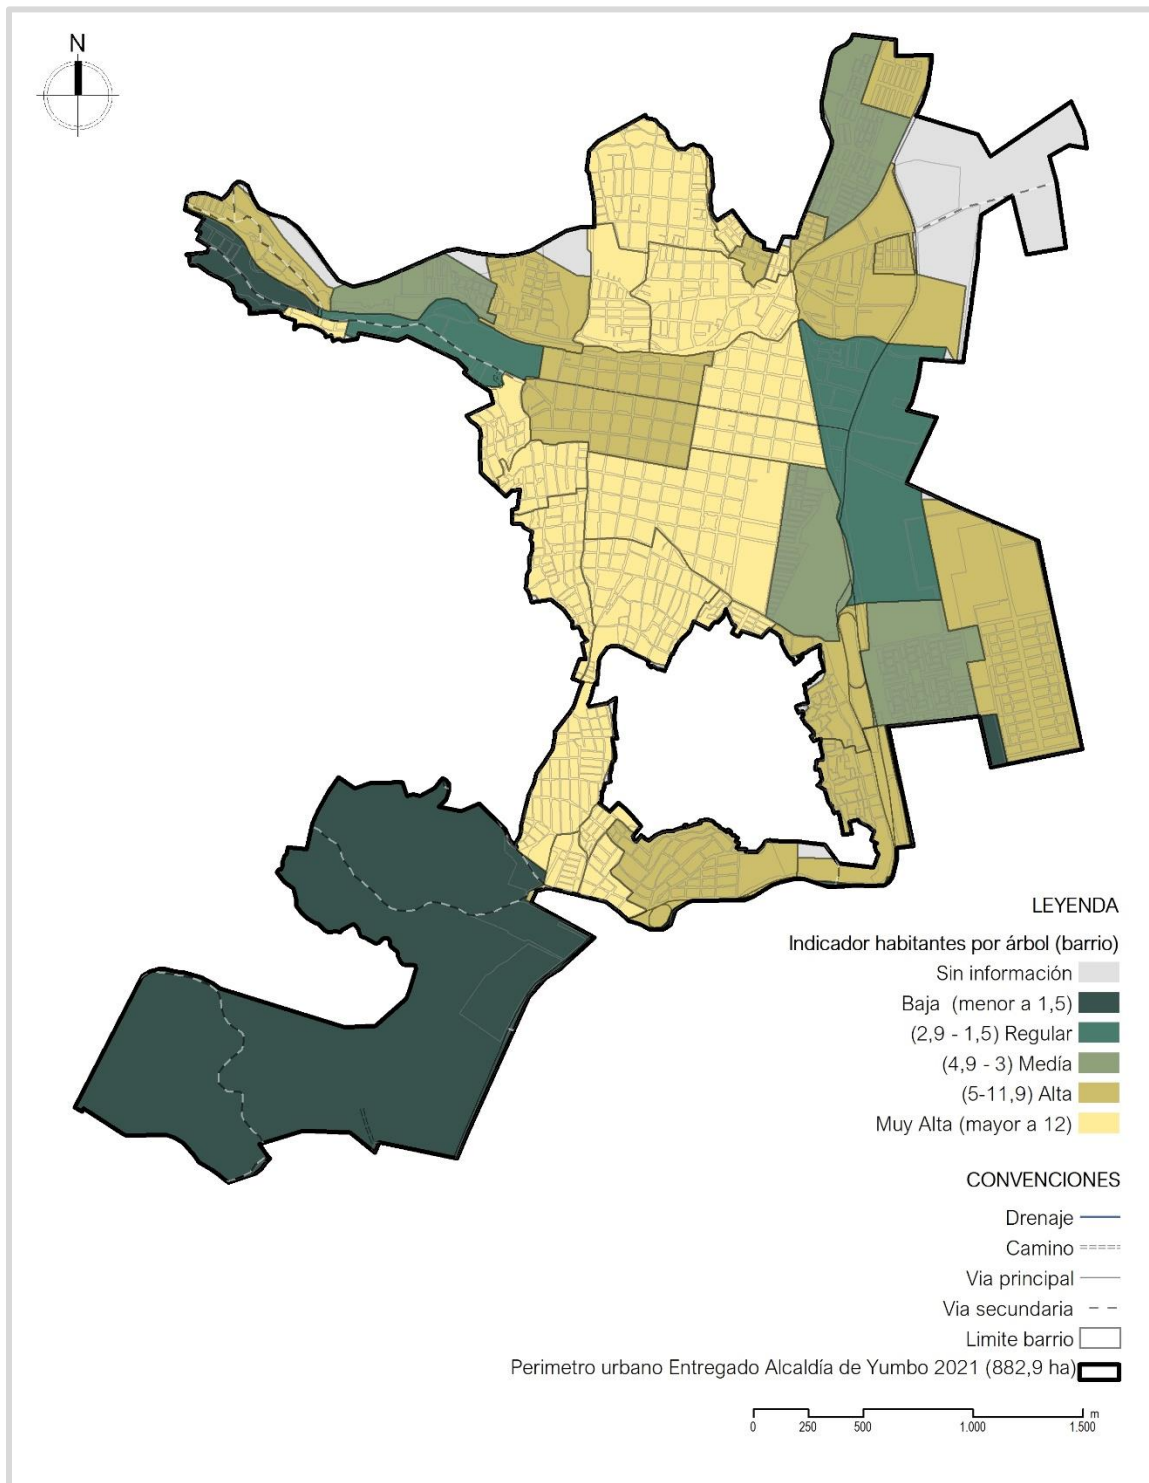 N
LEYENDA
Indicador habitantes por árbol (barrio)
Sin información
Baja (menor a 1,5)
(2,9 - 1,5) Regular
(4,9 - 3) Medía
(5-11,9) Alta
Muy Alta (mayor a 12)
CONVENCIONES
Drenaje
Camino
Via principal
Via secundaria
Limite barrio
Perimetro urbano Entregado Alcaldía de Yumbo 2021 (882,9 ha)
m
0 250 500 1.000 1.500